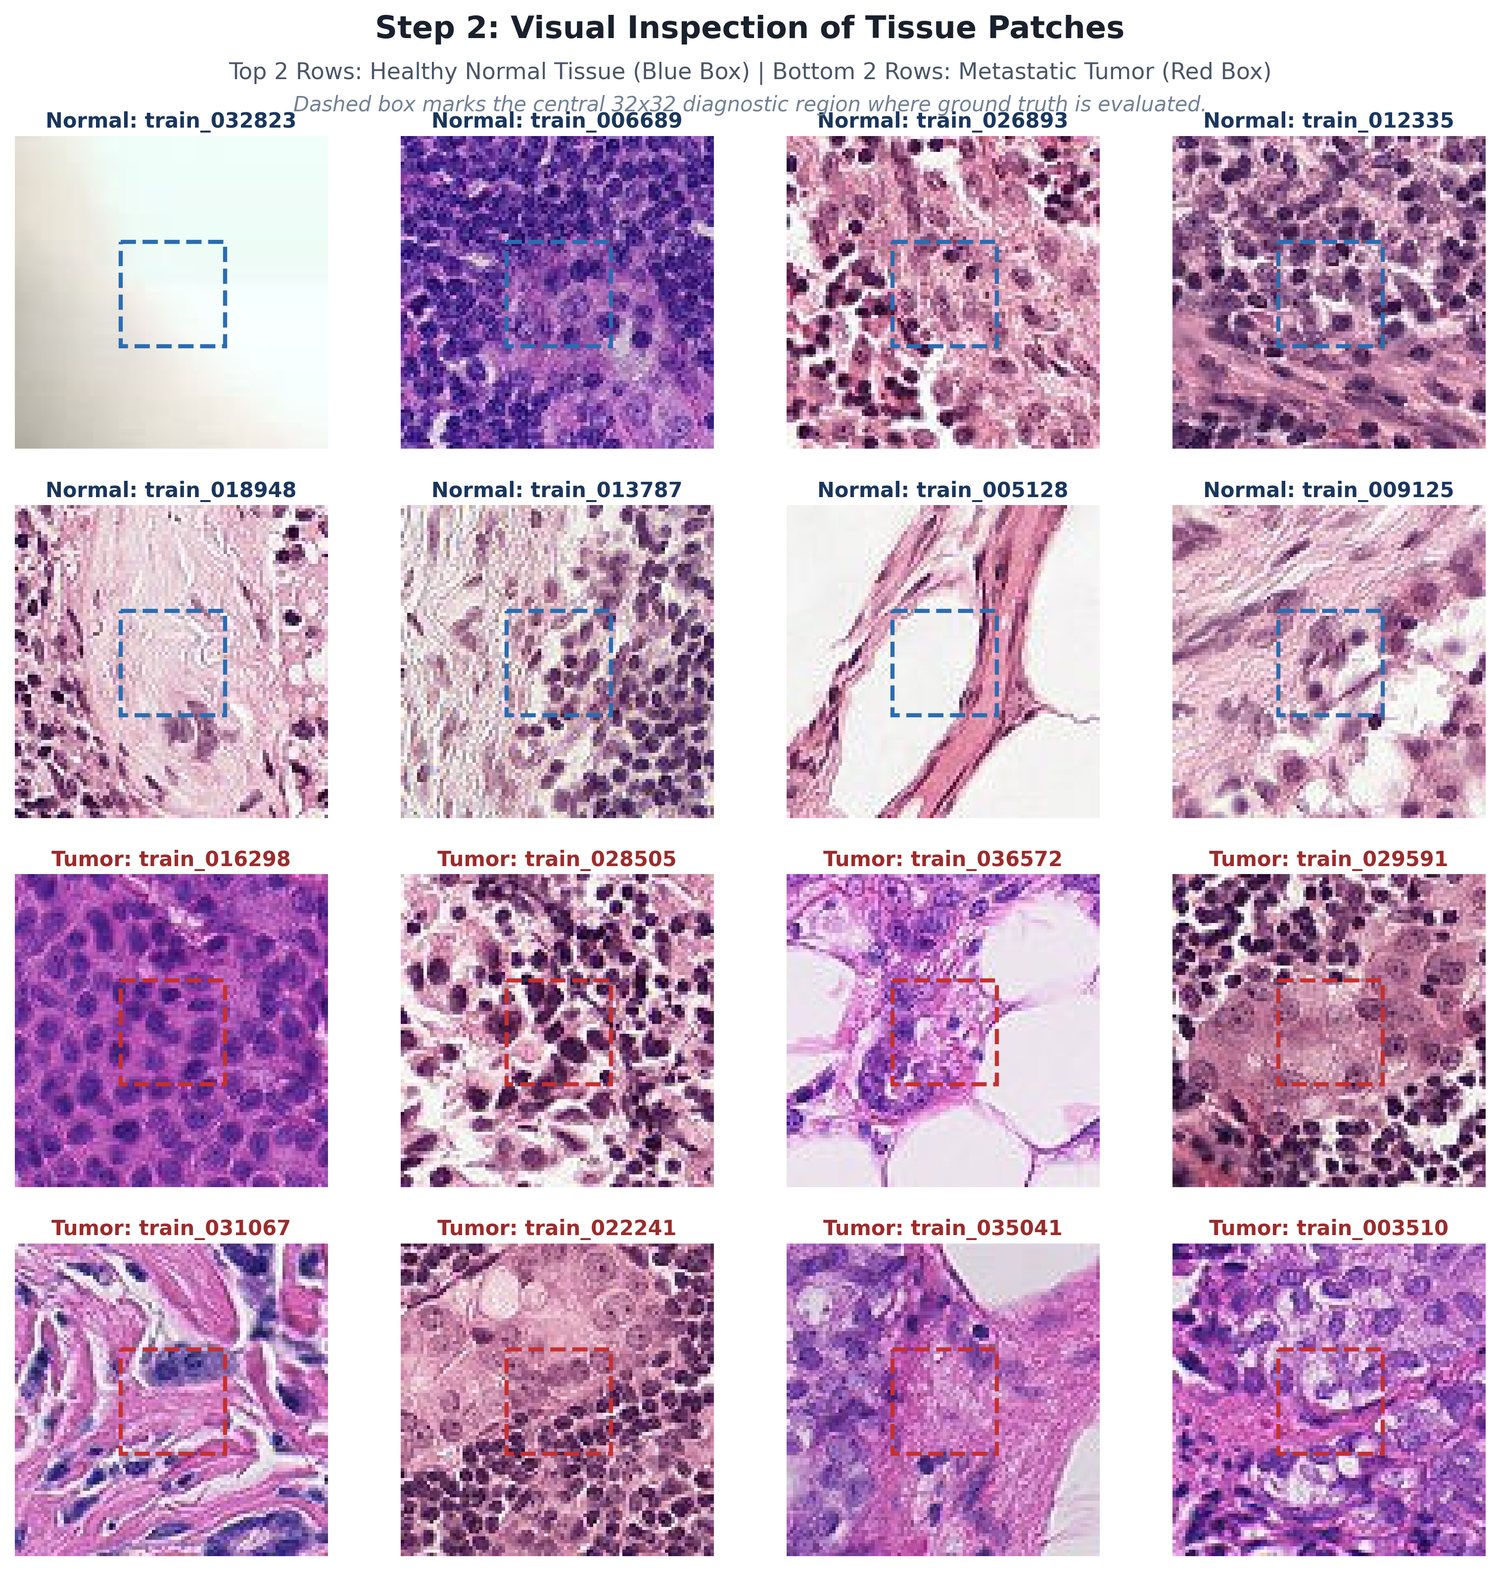 Step 2: Visual Inspection of Tissue Patches
Top 2 Rows: Healthy Normal Tissue (Blue Box) | Bottom 2 Rows: Metastatic Tumor (Red Box)
Dashed box marks the central 32x32 diagnostic region where ground truth is evaluated.
Normal: train_032823
Normal: train_006689
Normal: train_026893
Normal: train_012335
Normal: train_018948
Normal: train_013787
Normal: train_005128
Normal: train_009125
Tumor: train_016298
Tumor: train_028505
Tumor: train_036572
Tumor: train_029591
Tumor: train_031067
Tumor: train_022241
Tumor: train_035041
Tumor: train_003510